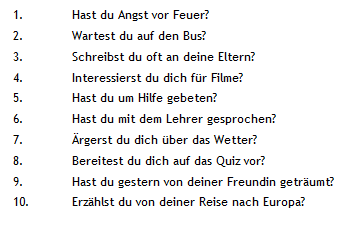 1. Hast du Angst vor Feuer?
2. Wartest du auf den Bus?
3. Schreibst du oft an deine Eltern?
4. Interessierst du dich für Filme?
5. Hast du um Hilfe gebeten?
6. Hast du mit dem Lehrer gesprochen?
7. Ärgerst du dich über das Wetter?
8. Bereitest du dich auf das Quiz vor?
9. Hast du gestern von deiner Freundin geträumt?
10. Erzählst du von deiner Reise nach Europa?